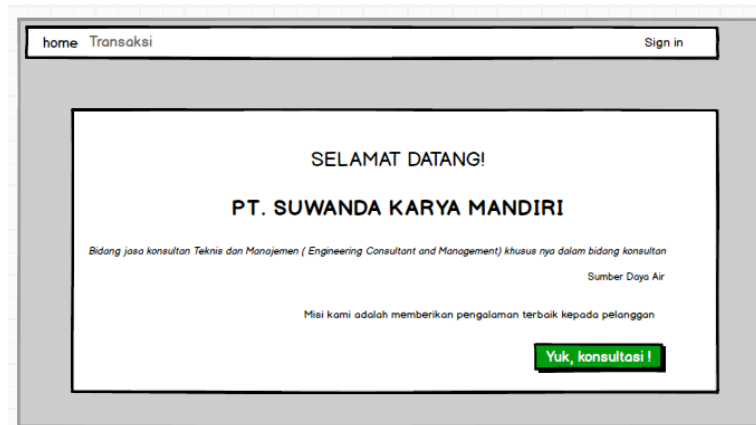 home Transaksi Sign in
SELAMAT DATANG!
PT. SUWANDA KARYA MANDIRI
Bidang jasa konsultan Teknis dan Manajemen ( Engineering Consultant and Management) khusus nya dalam bidang konsultan
Sumber Daya Air
Misi kami adalah memberikan pengalaman terbaik kepada pelanggan
Yuk, konsultasi !